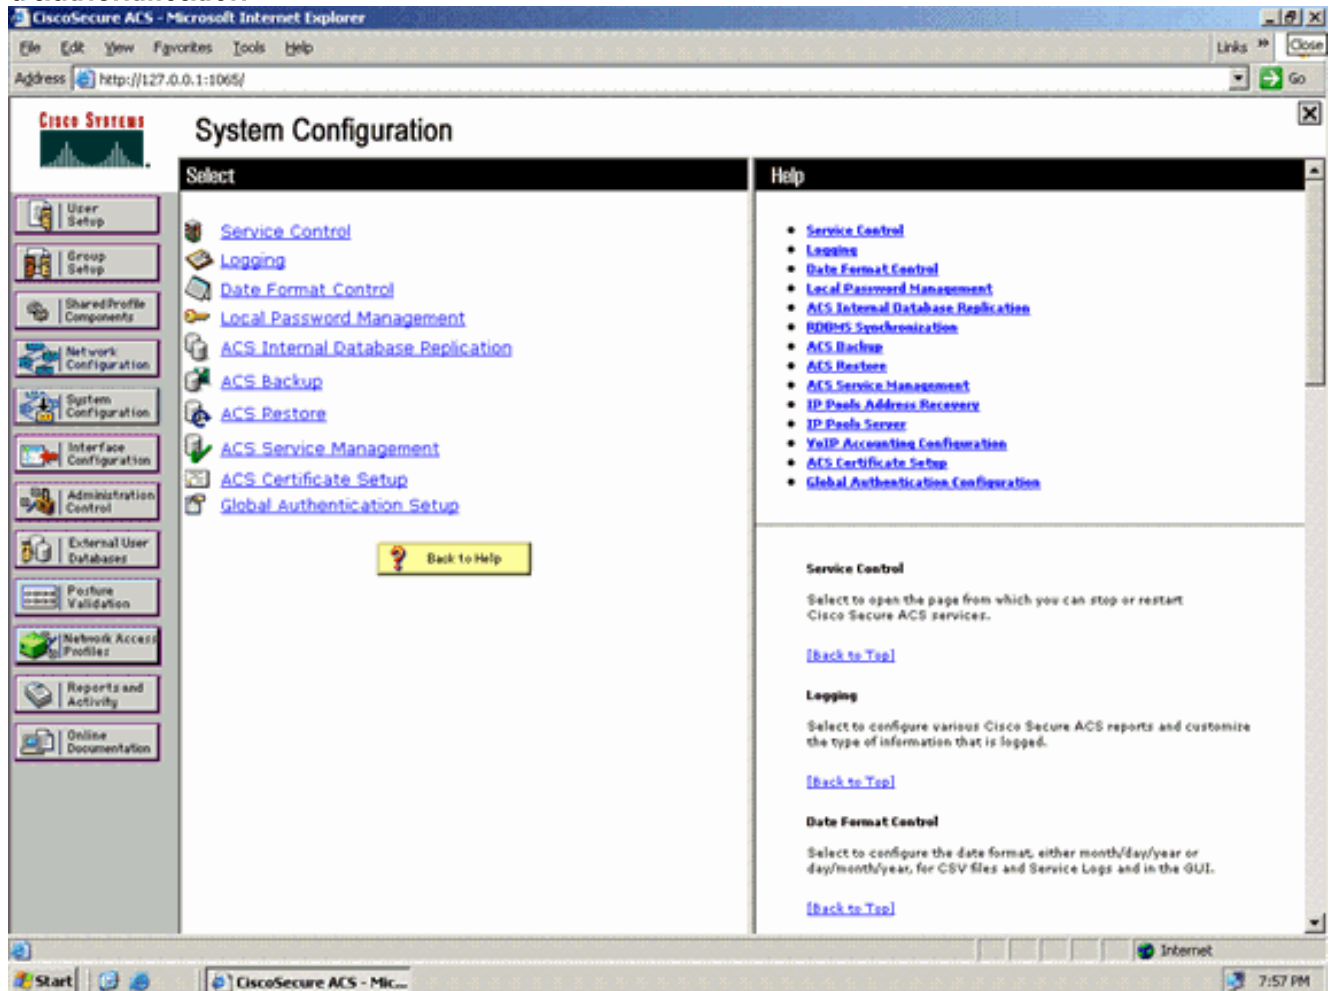 CiscoSecure ACS - Microsoft Internet Explorer
File Edit View Favorites Tools Help
Links »
Close
Address http://127.0.0.1:1065/
Go
CISCO SYSTEMS
System Configuration
Select
Help
User
Setup
Group
Setup
Shared Profile
Components
Network
Configuration
System
Configuration
Interface
Configuration
Administration
Control
External User
Databases
Posture
Validation
Network Access
Profiles
Reports and
Activity
Online
Documentation
Service Control
Logging
Date Format Control
Local Password Management
ACS Internal Database Replication
ACS Backup
ACS Restore
ACS Service Management
ACS Certificate Setup
Global Authentication Setup
? Back to Help
• Service Control
• Logging
• Date Format Control
• Local Password Management
• ACS Internal Database Replication
• RDBMS Synchronization
• ACS Backup
• ACS Restore
• ACS Service Management
• IP Pools Address Recovery
• IP Pools Server
• VoIP Accounting Configuration
• ACS Certificate Setup
• Global Authentication Configuration
Service Control
Select to open the page from which you can stop or restart
Cisco Secure ACS services.
[Back to Top]
Logging
Select to configure various Cisco Secure ACS reports and customize
the type of information that is logged.
[Back to Top]
Date Format Control
Select to configure the date format, either month/day/year or
day/month/year, for CSV files and Service Logs and in the GUI.
[Back to Top]
Internet
Start
CiscoSecure ACS - Mic...
7:57 PM